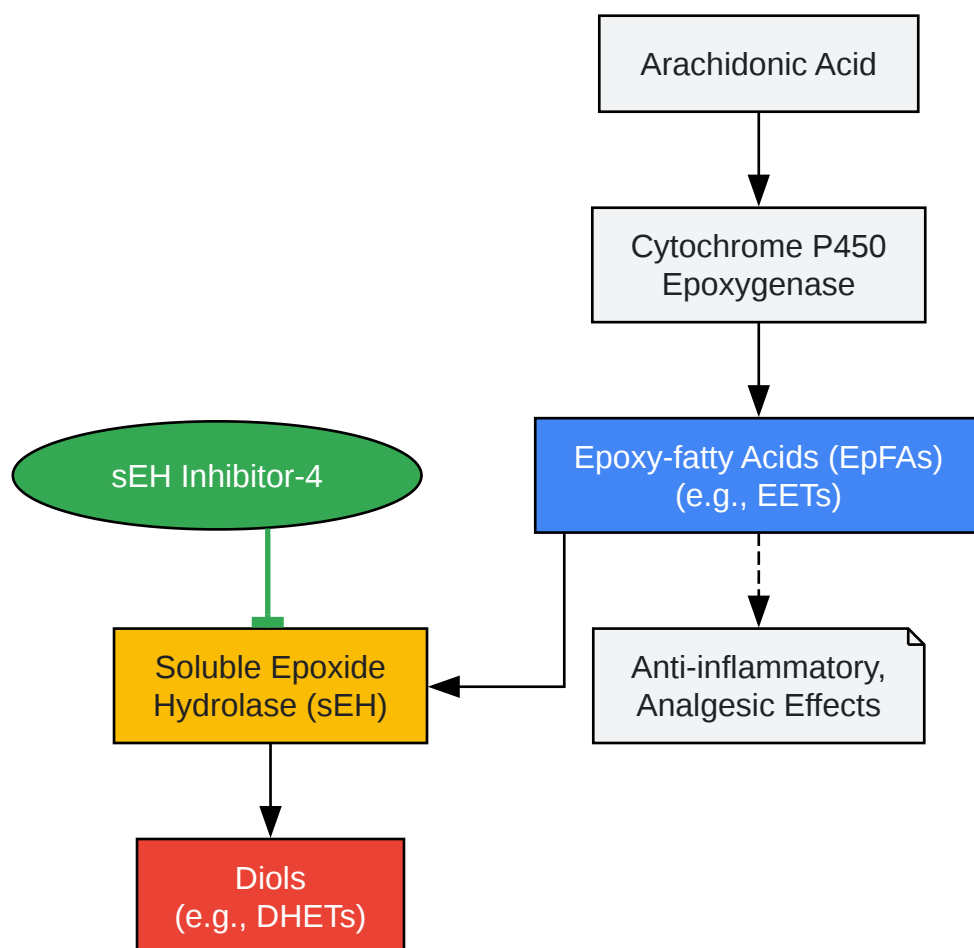 Arachidonic Acid
Cytochrome P450
Epoxygenase
Epoxy-fatty Acids (EpFAs)
(e.g., EETs)
sEH Inhibitor-4
Soluble Epoxide
Hydrolase (sEH)
Anti-inflammatory,
Analgesic Effects
Diols
(e.g., DHETs)